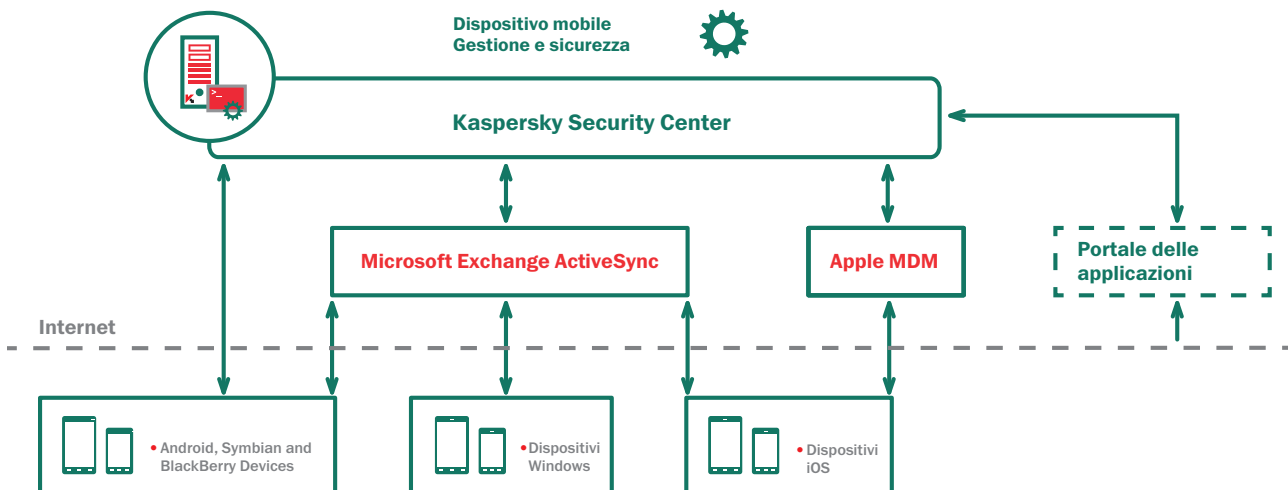 Dispositivo mobile
Gestione e sicurezza
>_
Kaspersky Security Center
Microsoft Exchange ActiveSync
Apple MDM
Portale delle
applicazioni
Internet
• Android, Symbian and
BlackBerry Devices
• Dispositivi
Windows
• Dispositivi
iOS